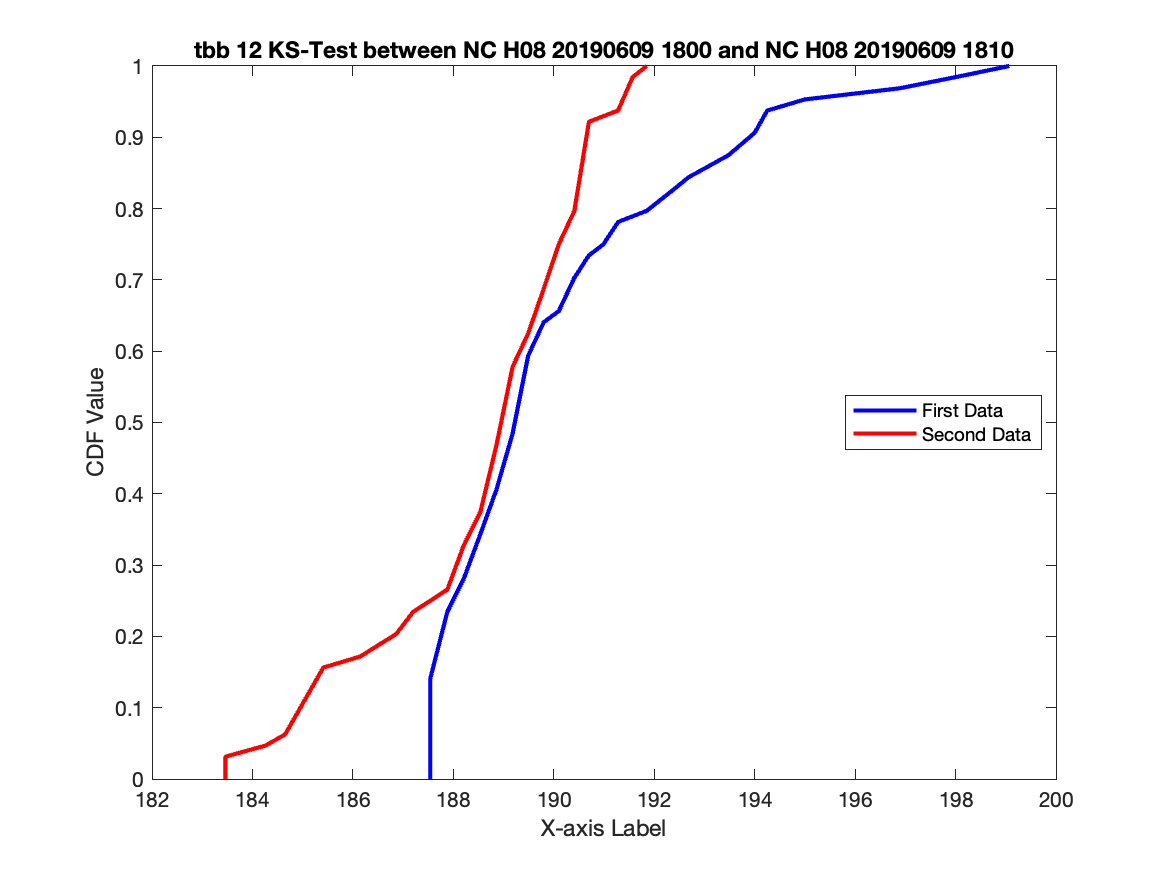 tbb 12 KS-Test between NC H08 20190609 1800 and NC H08 20190609 1810
1
0.9
0.8
0.7
0.6
0.5
0.4
0.3
0.2
0.1
0
CDF Value
First Data
Second Data
182 184 186 188 190 192 194 196 198 200
X-axis Label